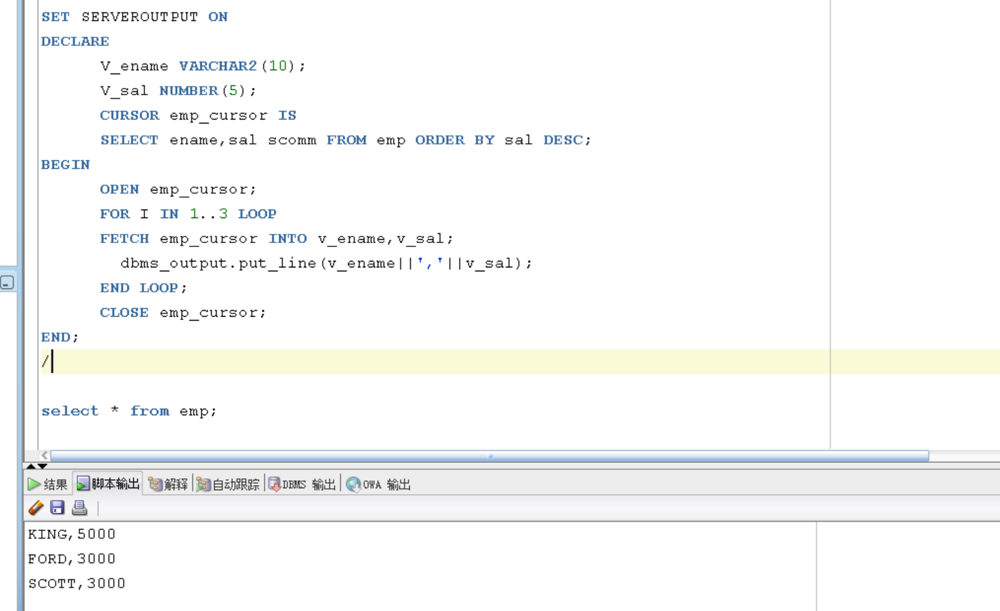 SET SERVEROUTPUT ON
DECLARE
V_ename VARCHAR2(10);
V_sal NUMBER(5);
CURSOR emp_cursor IS
SELECT ename,sal scomm FROM emp ORDER BY sal DESC;
BEGIN
OPEN emp_cursor;
FOR I IN 1..3 LOOP
FETCH emp_cursor INTO v_ename,v_sal;
dbms_output.put_line(v_ename||','||v_sal);
END LOOP;
CLOSE emp_cursor;
END;
/
select * from emp;
结果 脚本输出 解释 自动跟踪 DBMS 输出 OWA 输出
KING,5000
FORD,3000
SCOTT,3000